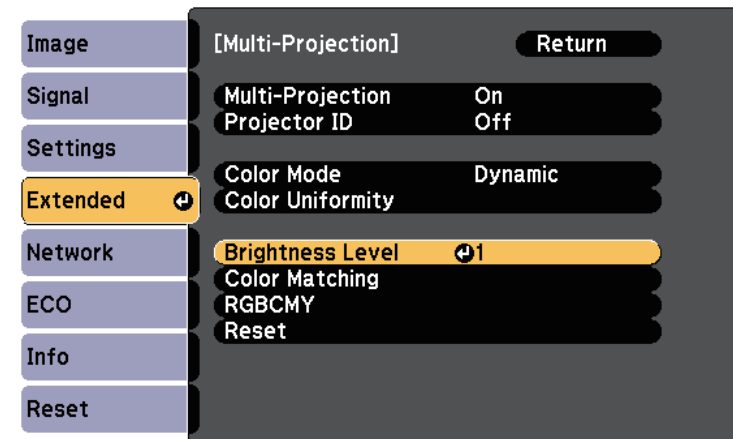 Image
Signal
Settings
Extended
Network
ECO
Info
Reset
[Multi-Projection] Return
Multi-Projection On
Projector ID Off
Color Mode Dynamic
Color Uniformity
Brightness Level 1
Color Matching
RGBCMY
Reset